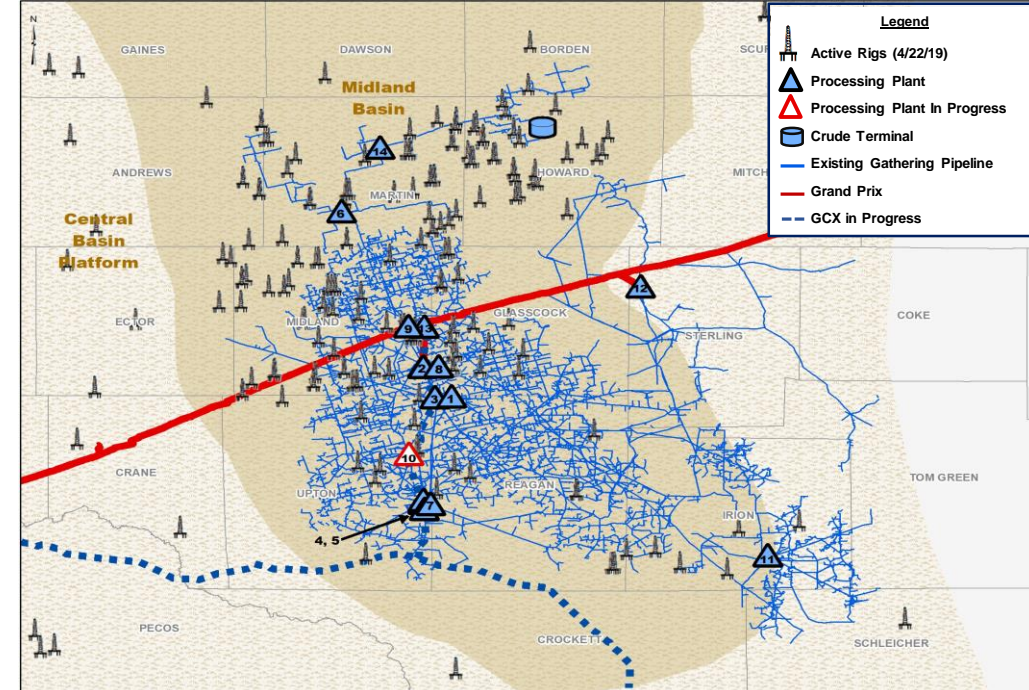 N
GAINES
DAWSON
BORDEN
SCUR
Legend
Active Rigs (4/22/19)
Processing Plant
Processing Plant In Progress
Crude Terminal
Existing Gathering Pipeline
Grand Prix
GCX in Progress
Midland
Basin
14
ANDREWS
MARTIN
HOWARD
MITCH
6
Central
Basin
Platform
12
ECTOR
MIDLAND
9
13
GLASSCOCK
STERLING
COKE
2
8
3
1
10
CRANE
UPTON
REAGAN
TOM GREEN
7
4, 5
IRION
11
PECOS
CROCKETT
SCHLEICHER